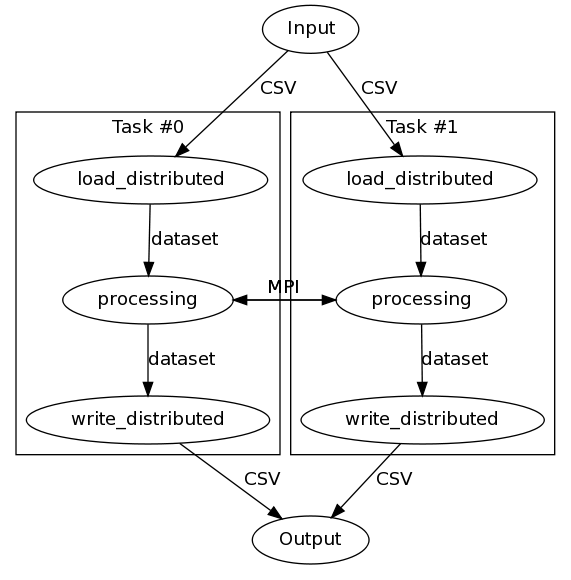 Input
CSV
CSV
Task #0
Task #1
load_distributed
load_distributed
dataset
dataset
processing
MPI
processing
dataset
dataset
write_distributed
write_distributed
CSV
CSV
Output